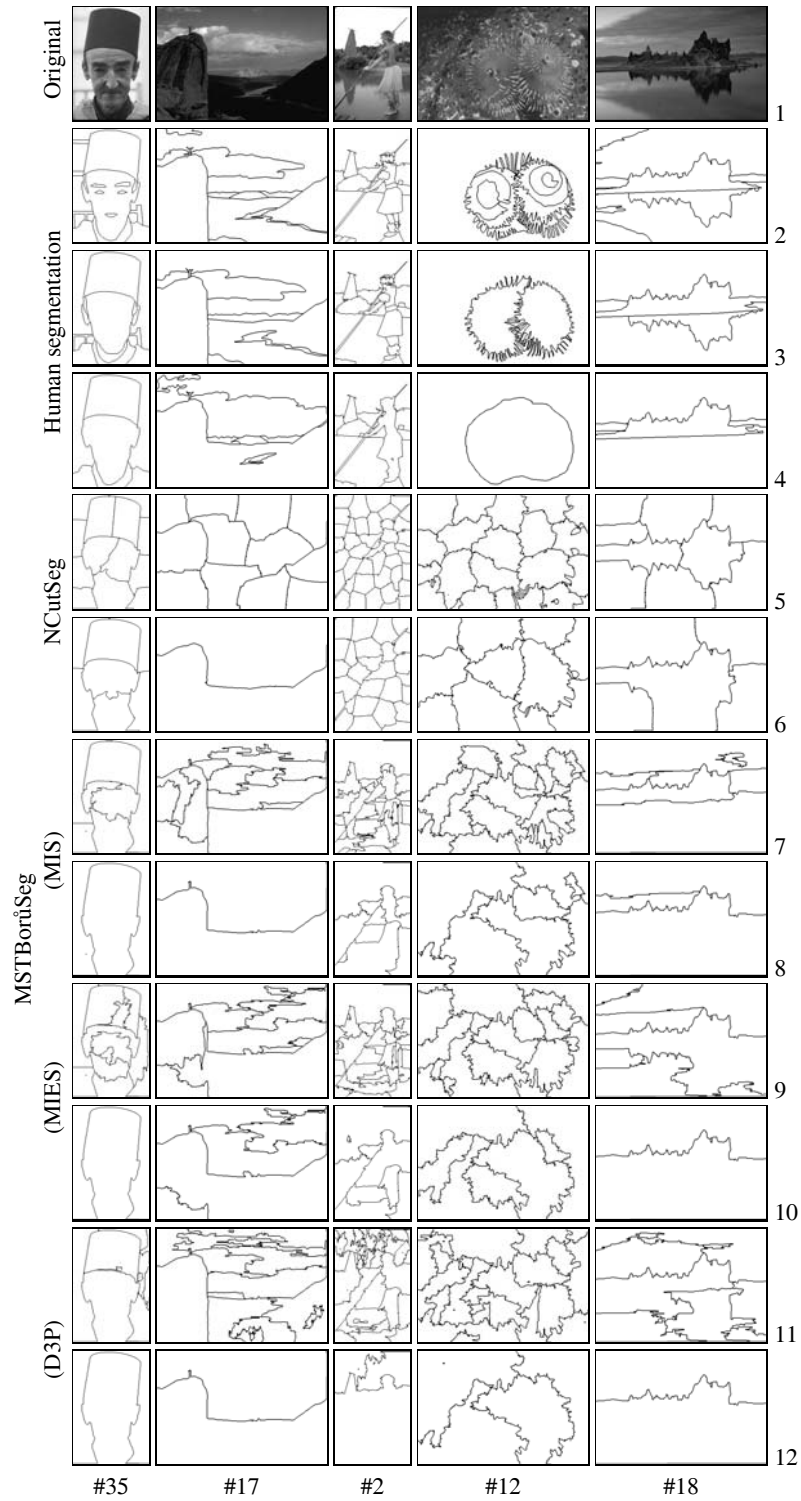 Original
1
2
Human segmentation
3
4
NCutSeg
5
6
MSTBorůSeg
(MIS)
7
8
(MIES)
9
10
(D3P)
11
12
#35 #17 #2 #12 #18